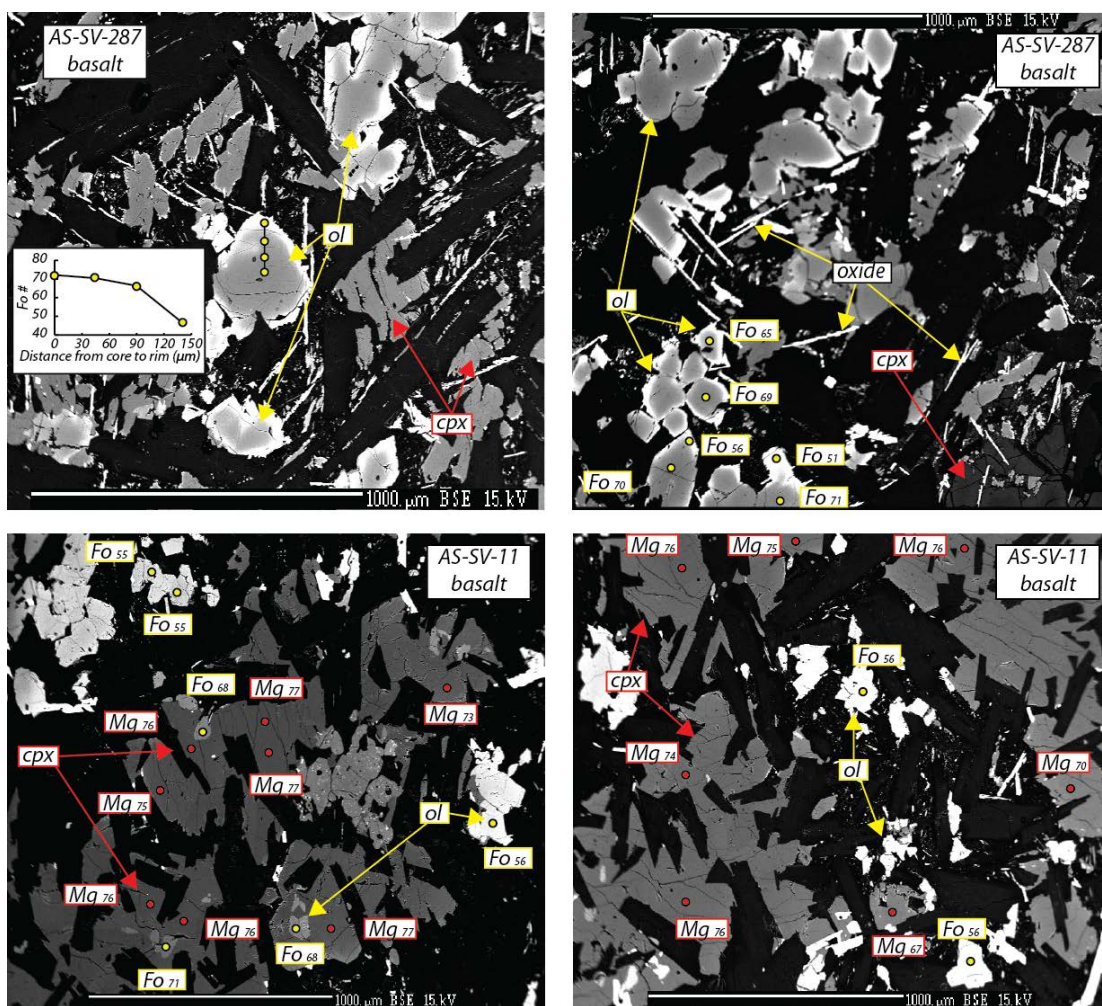 AS-SV-287
basalt
ol
cpx
Fo #
80
70
60
50
40
0 30 60 90 120 150
Distance from core to rim (µm)
1000.µm BSE 15.kV
1000.µm BSE 15.kV
AS-SV-287
basalt
ol
oxide
Fo 65
cpx
Fo 69
Fo 56
Fo 51
Fo 70
Fo 71
Fo 55
AS-SV-11
basalt
Fo 55
Fo 68
Mg 77
Mg 76
Mg 73
cpx
Mg 77
Mg 75
ol
Fo 56
Mg 76
Mg 76
Mg 77
Fo 68
Fo 71
1000.µm BSE 15.kV
Mg 76
Mg 75
Mg 76
AS-SV-11
basalt
Fo 56
cpx
Mg 74
ol
Mg 70
Mg 76
Mg 67
Fo 56
1000.µm BSE 15.kV